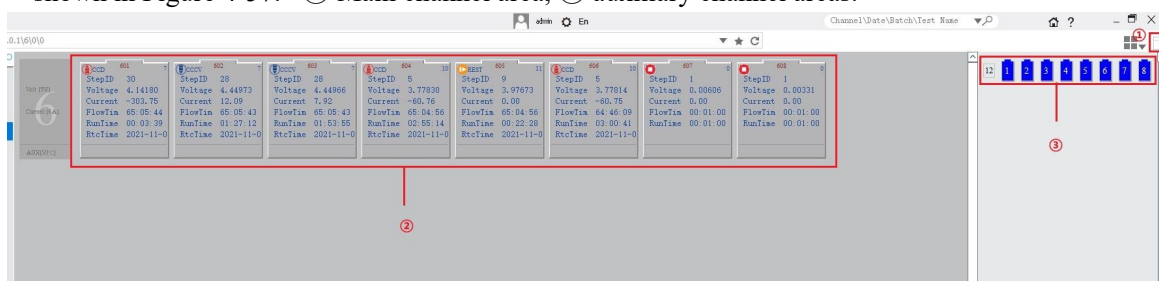 shown in Figure 4-37. ② Main channel area; ③ auxiliary channel areas.
admin En Channel\Date\Batch\Test Name ?
.0.1\6\0\0
①
CCD 601 7
StepID 30
Voltage 4.14180
Current -303.75
FlowTim 65:05:44
RunTime 00:03:39
RtcTime 2021-11-0
CCCV 602 7
StepID 28
Voltage 4.44973
Current 12.09
FlowTim 65:05:43
RunTime 01:27:12
RtcTime 2021-11-0
CCCV 603 7
StepID 28
Voltage 4.44966
Current 7.92
FlowTim 65:05:43
RunTime 01:53:55
RtcTime 2021-11-0
CCD 604 10
StepID 5
Voltage 3.77830
Current -60.76
FlowTim 65:04:56
RunTime 02:55:14
RtcTime 2021-11-0
REST 605 11
StepID 9
Voltage 3.97673
Current 0.00
FlowTim 65:04:56
RunTime 00:22:28
RtcTime 2021-11-0
CCD 606 10
StepID 5
Voltage 3.77814
Current -60.75
FlowTim 64:46:09
RunTime 03:00:41
RtcTime 2021-11-0
607 0
StepID 1
Voltage 0.00606
Current 0.00
FlowTim 00:01:00
RunTime 00:01:00
608 0
StepID 1
Voltage 0.00331
Current 0.00
FlowTim 00:01:00
RunTime 00:01:00
6
12 1 2 3 4 5 6 7 8
②
③